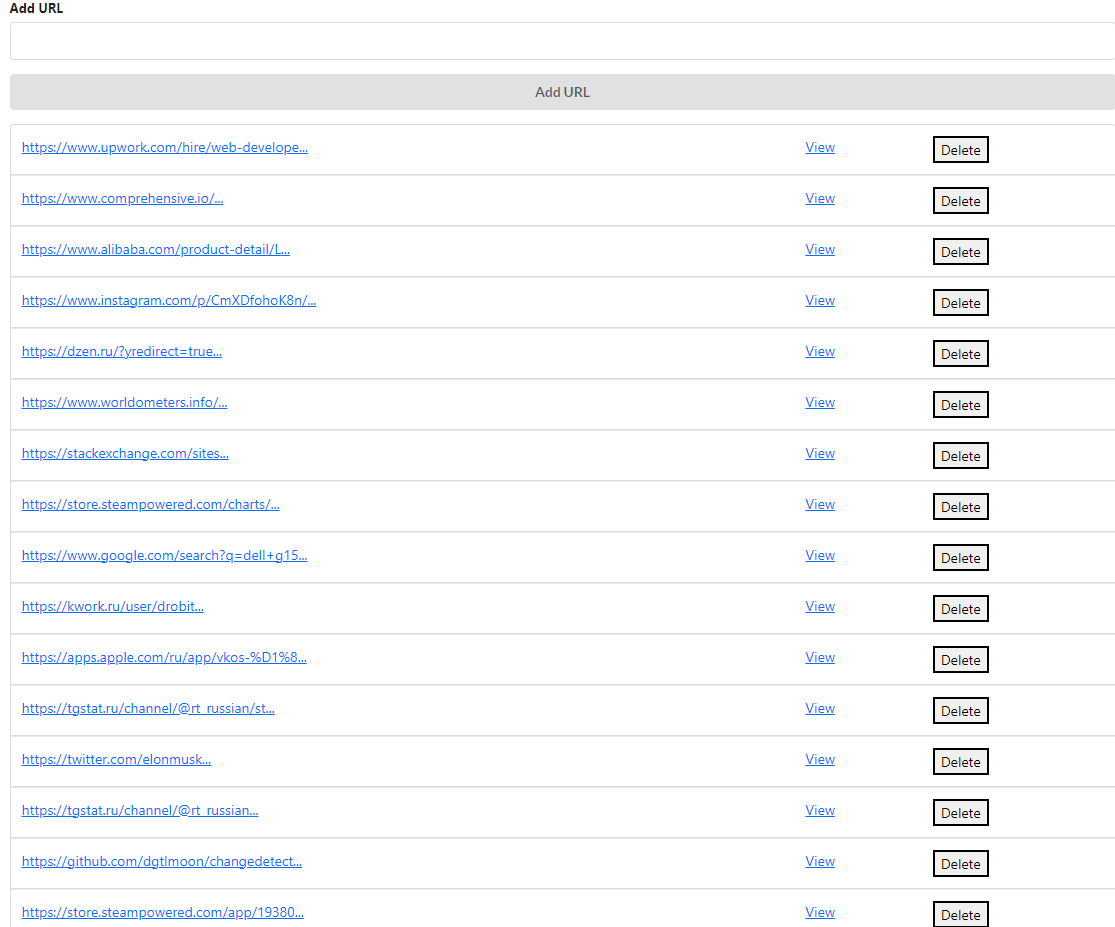 Add URL
Add URL
https://www.upwork.com/hire/web-develope... View Delete
https://www.comprehensive.io/... View Delete
https://www.alibaba.com/product-detail/L... View Delete
https://www.instagram.com/p/CmXDfohoK8n/... View Delete
https://dzen.ru/?yredirect=true... View Delete
https://www.worldometers.info/... View Delete
https://stackexchange.com/sites... View Delete
https://store.steampowered.com/charts/... View Delete
https://www.google.com/search?q=dell+g15... View Delete
https://kwork.ru/user/drobit... View Delete
https://apps.apple.com/ru/app/vkos-%D1%8... View Delete
https://tgstat.ru/channel/@rt_russian/st... View Delete
https://twitter.com/elonmusk... View Delete
https://tgstat.ru/channel/@rt_russian... View Delete
https://github.com/dgtlmoon/changedetect... View Delete
https://store.steampowered.com/app/19380... View Delete